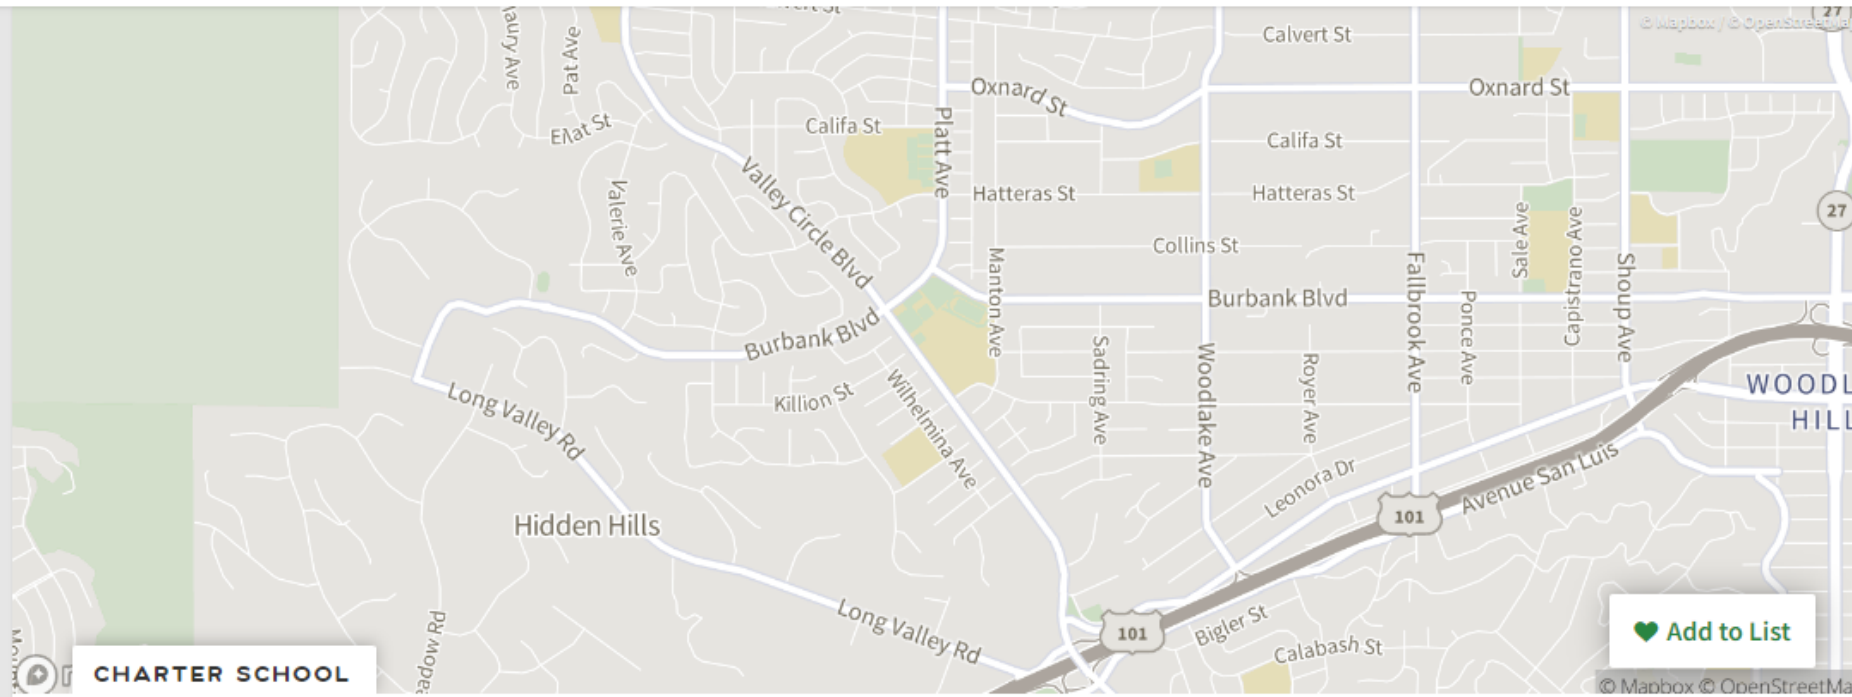 Calvert St
© Mapbox / © OpenStreetMa
27
Pat Ave
Oxnard St
Oxnard St
Califa St
Platt Ave
Califa St
Valley Circle Blvd
Hatteras St
Hatteras St
Valerie Ave
27
Collins St
Sale Ave
Capistrano Ave
Manton Ave
Fallbrook Ave
Shoup Ave
Burbank Blvd
Ponce Ave
Burbank Blvd
Sadring Ave
Woodlake Ave
Royer Ave
WOODL
HILL
Long Valley Rd
Killion St
Wilhelmina Ave
Leonora Dr
Avenue San Luis
101
Hidden Hills
Long Valley Rd
101
Bigler St
Calabash St
eadow Rd
Add to List
CHARTER SCHOOL
© Mapbox © OpenStreetMa